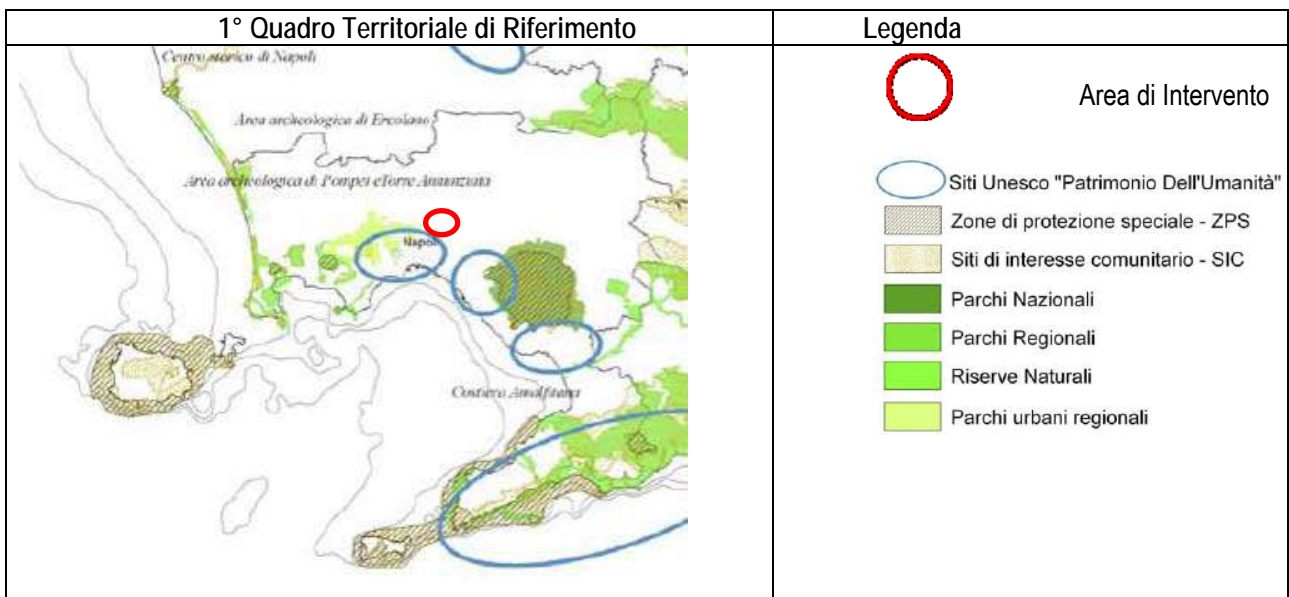 1° Quadro Territoriale di Riferimento
Legenda
Centro storico di Napoli
Area archeologica di Ercolano
Area archeologica di Pompei e Torre Annunziata
Napoli
Costiera Amalfitana
Area di Intervento
Siti Unesco "Patrimonio Dell'Umanità"
Zone di protezione speciale - ZPS
Siti di interesse comunitario - SIC
Parchi Nazionali
Parchi Regionali
Riserve Naturali
Parchi urbani regionali